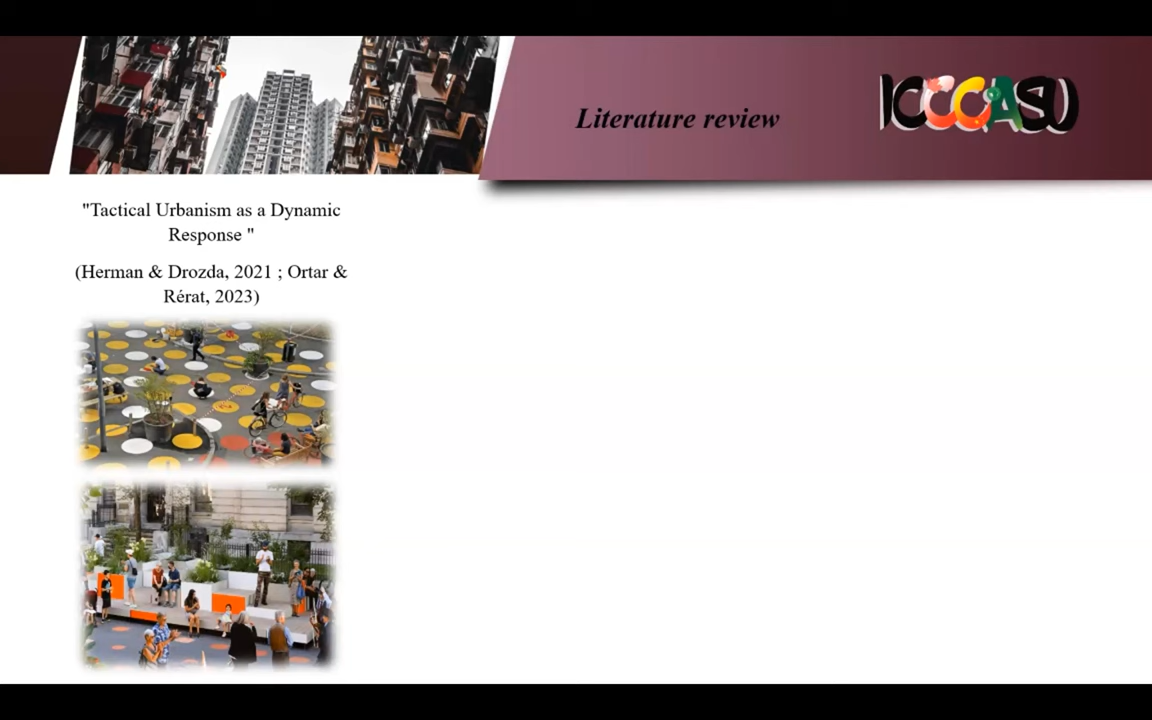 Literature review
ICCCASU
"Tactical Urbanism as a Dynamic
Response "
(Herman & Drozda, 2021 ; Ortar &
Rérat, 2023)